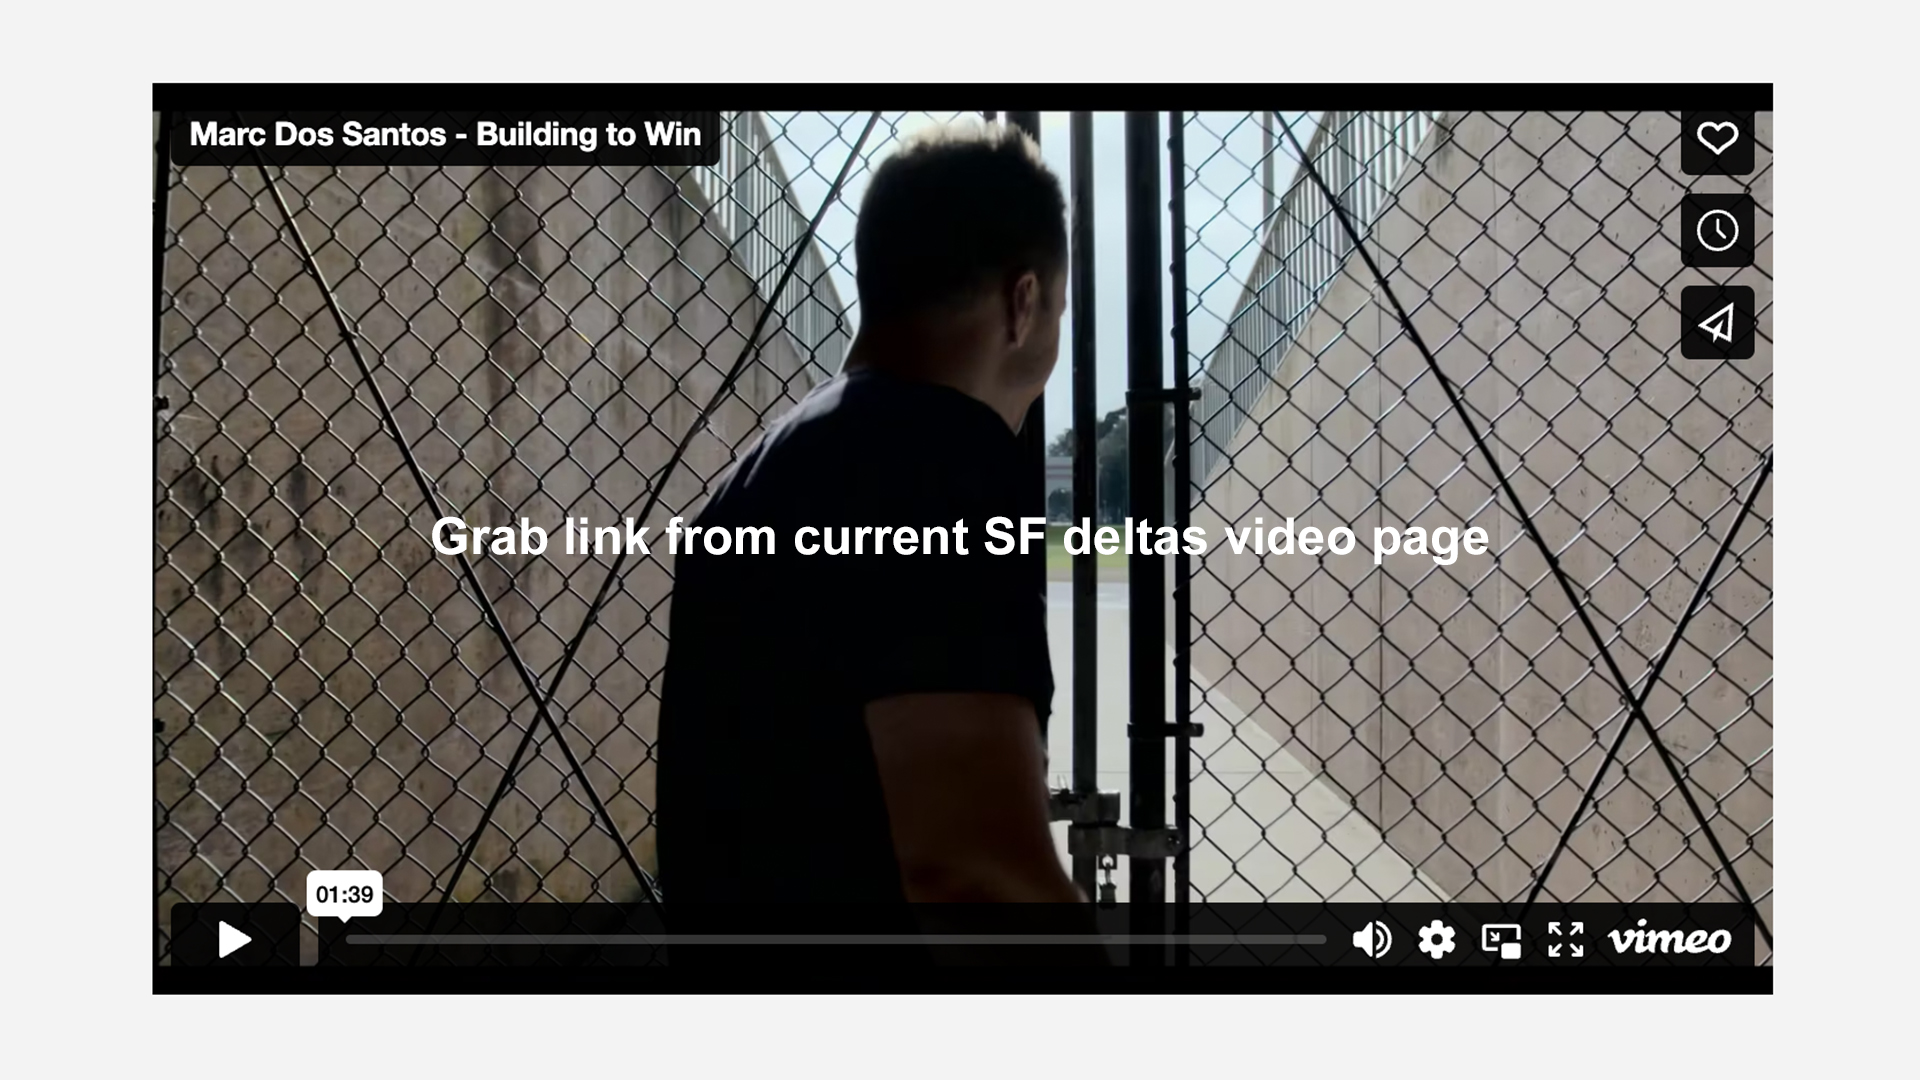 Marc Dos Santos - Building to Win
Grab link from current SF deltas video page
01:39
vimeo